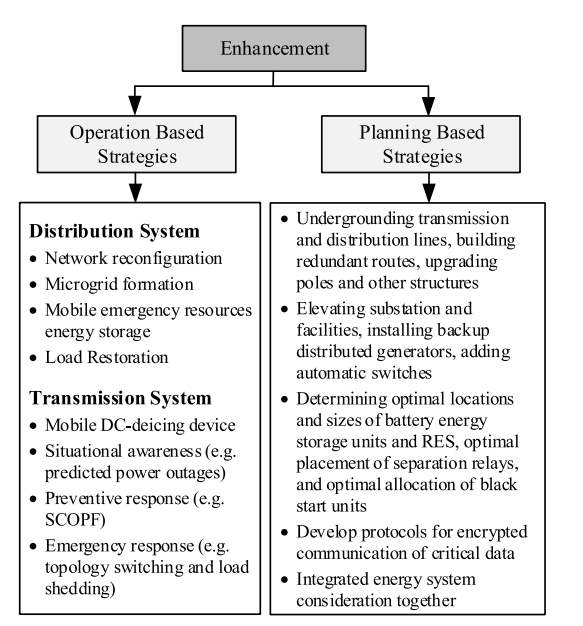 Enhancement
Operation Based
Strategies
Planning Based
Strategies
Distribution System
• Network reconfiguration
• Microgrid formation
• Mobile emergency resources
energy storage
• Load Restoration
Transmission System
• Mobile DC-deicing device
• Situational awareness (e.g.
predicted power outages)
• Preventive response (e.g.
SCOPF)
• Emergency response (e.g.
topology switching and load
shedding)
• Undergrounding transmission
and distribution lines, building
redundant routes, upgrading
poles and other structures
• Elevating substation and
facilities, installing backup
distributed generators, adding
automatic switches
• Determining optimal locations
and sizes of battery energy
storage units and RES, optimal
placement of separation relays,
and optimal allocation of black
start units
• Develop protocols for encrypted
communication of critical data
• Integrated energy system
consideration together